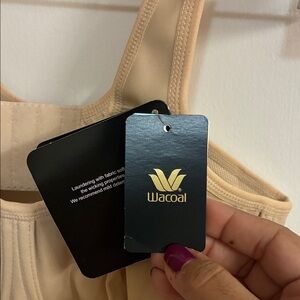 Laundering with fabric soft
the wicking properties
We recommend mild deter
Wacoal